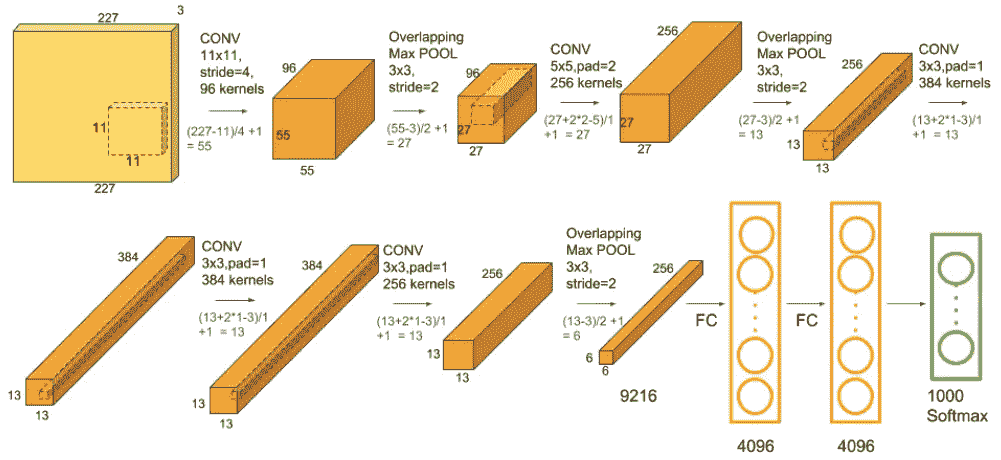 227
3
CONV
11x11,
stride=4,
96 kernels
(227-11)/4 +1
= 55
11
11
227
96
55
55
Overlapping
Max POOL
3x3,
stride=2
(55-3)/2 +1
= 27
96
27
27
CONV
5x5,pad=2
256 kernels
(27+2*2-5)/1
+1 = 27
256
27
27
Overlapping
Max POOL
3x3,
stride=2
(27-3)/2 +1
= 13
256
13
13
CONV
3x3,pad=1
384 kernels
(13+2*1-3)/1
+1 = 13
384
13
13
CONV
3x3,pad=1
384 kernels
(13+2*1-3)/1
+1 = 13
384
13
13
CONV
3x3,pad=1
256 kernels
(13+2*1-3)/1
+1 = 13
256
13
13
Overlapping
Max POOL
3x3,
stride=2
(13-3)/2 +1
= 6
256
6
6
9216
FC
4096
FC
4096
1000
Softmax